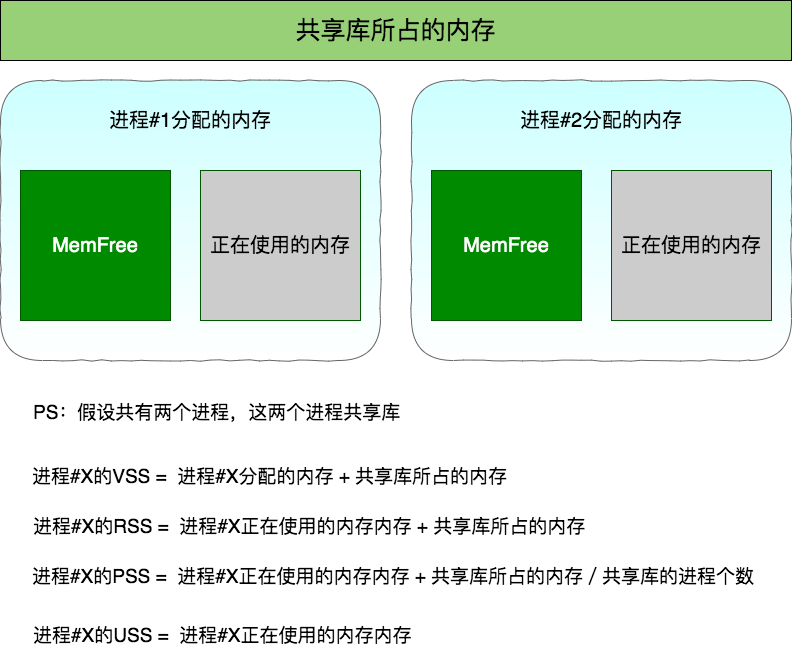 共享库所占的内存
进程#1分配的内存
进程#2分配的内存
MemFree
正在使用的内存
MemFree
正在使用的内存
PS：假设共有两个进程，这两个进程共享库
进程#X的VSS = 进程#X分配的内存 + 共享库所占的内存
进程#X的RSS = 进程#X正在使用的内存内存 + 共享库所占的内存
进程#X的PSS = 进程#X正在使用的内存内存 + 共享库所占的内存 / 共享库的进程个数
进程#X的USS = 进程#X正在使用的内存内存